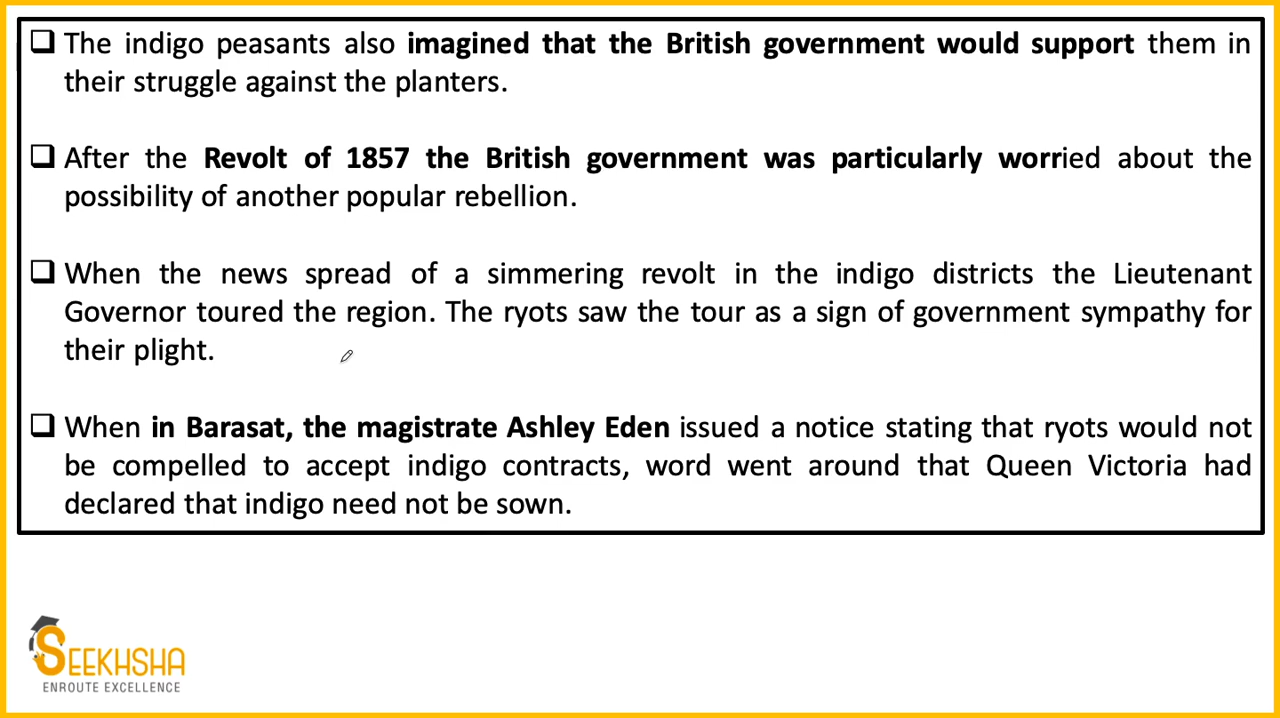 The indigo peasants also imagined that the British government would support them in
their struggle against the planters.
After the Revolt of 1857 the British government was particularly worried about the
possibility of another popular rebellion.
When the news spread of a simmering revolt in the indigo districts the Lieutenant
Governor toured the region. The ryots saw the tour as a sign of government sympathy for
their plight.
When in Barasat, the magistrate Ashley Eden issued a notice stating that ryots would not
be compelled to accept indigo contracts, word went around that Queen Victoria had
declared that indigo need not be sown.
SEEKHSHA
ENROUTE EXCELLENCE